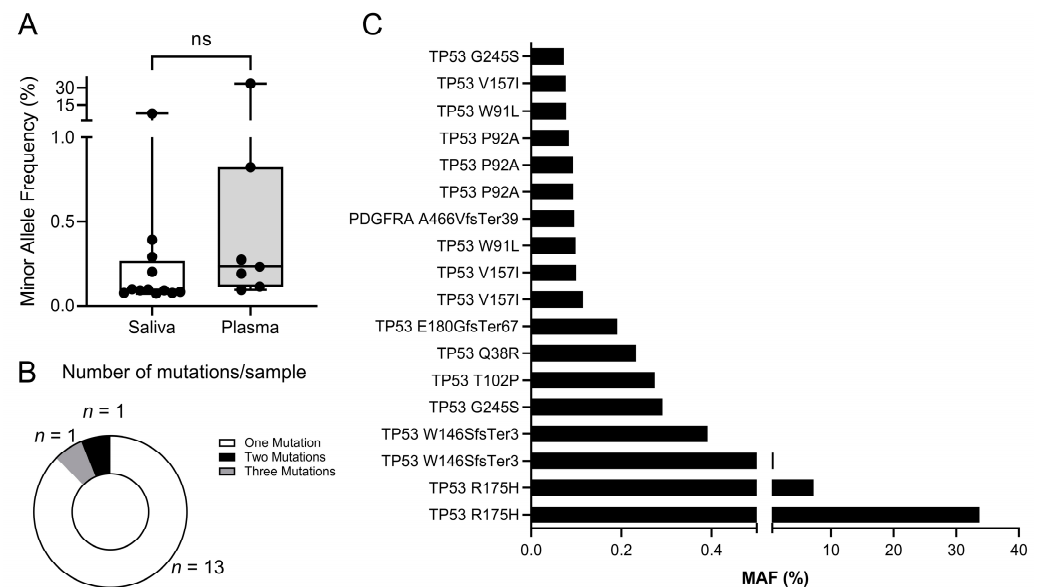 A
ns
Minor Allele Frequency (%)
30
15
1.0
0.5
0.0
Saliva
Plasma
B
Number of mutations/sample
n = 1
n = 1
n = 13
One Mutation
Two Mutations
Three Mutations
C
TP53 G245S
TP53 V157I
TP53 W91L
TP53 P92A
TP53 P92A
TP53 P92A
PDGFRA A466VfsTer39
TP53 W91L
TP53 V157I
TP53 V157I
TP53 E180GfsTer67
TP53 Q38R
TP53 T102P
TP53 G245S
TP53 W146SfsTer3
TP53 W146SfsTer3
TP53 R175H
TP53 R175H
0.0
0.2
0.4
10
20
30
40
MAF (%)